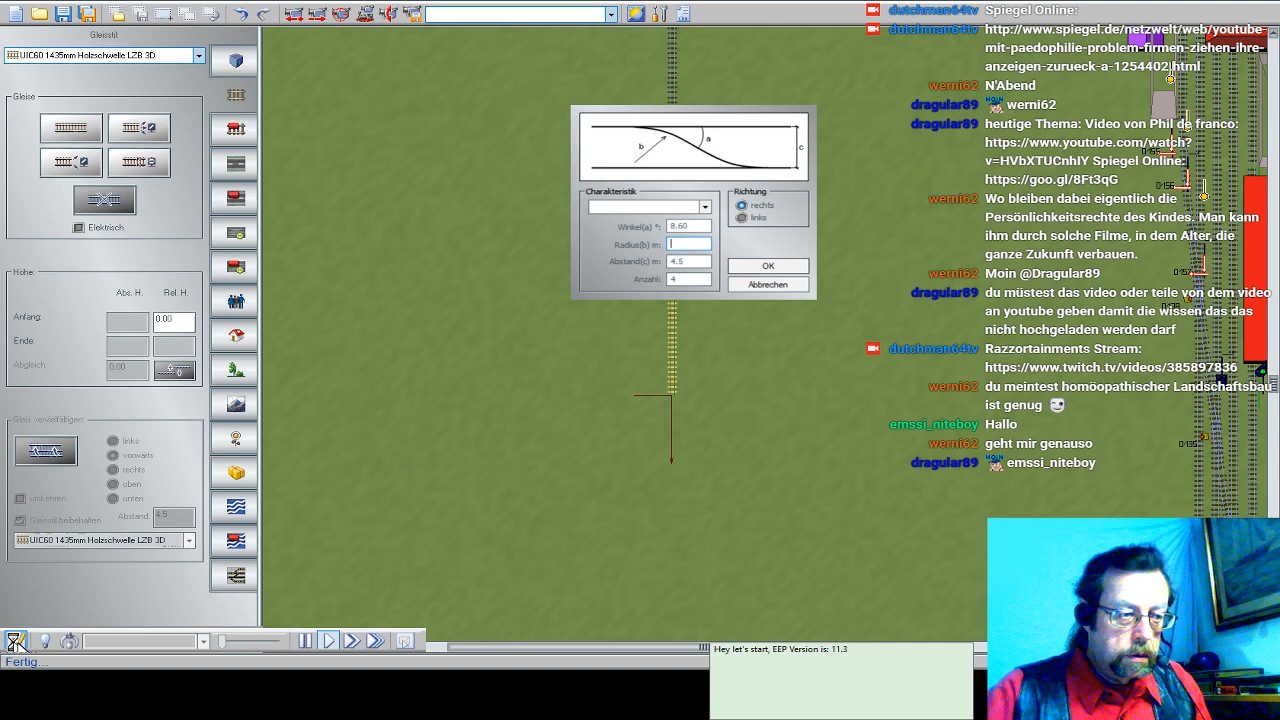 Gleisstil
UIC60 1435mm Holzschwelle LZB 3D
Gleise
Elektrisch
Höhe:
Abs. H.
Rel. H.
Anfang:
0.00
Ende:
Abgleich:
0.00
Gleis vervielfältigen:
links
vorwärts
rechts
oben
umkehren
unten
Gleisstil beibehalten
Abstand:
4.5
UIC60 1435mm Holzschwelle LZB 3D
Fertig...
b
a
c
Charakteristik
Winkel(a) °:
8.60
Radius(b) m:
Abstand(c) m:
4.5
Anzahl:
4
Richtung
rechts
links
OK
Abbrechen
Hey let's start, EEP Version is: 11.3
dutchman64tv Spiegel Online:
dutchman64tv http://www.spiegel.de/netzwelt/web/youtube-
mit-paedophilie-problem-firmen-ziehen-ihre-
anzeigen-zurueck-a-1254402.html
werni62 N'Abend
dragular89 MOIN werni62
dragular89 heutige Thema: Video von Phil de franco:
https://www.youtube.com/watch?
v=HVbXTUCnhIY Spiegel Online:
https://goo.gl/8Ft3qG
werni62 Wo bleiben dabei eigentlich die
Persönlichkeitsrechte des Kindes. Man kann
ihm durch solche Filme, in dem Alter, die
ganze Zukunft verbauen.
werni62 Moin @Dragular89
dragular89 du müstest das video oder teile von dem video
an youtube geben damit die wissen das das
nicht hochgeladen werden darf
dutchman64tv Razzortainments Stream:
https://www.twitch.tv/videos/385897836
werni62 du meintest homöopathischer Landschaftsbau
ist genug
emssi_niteboy Hallo
werni62 geht mir genauso
dragular89 MOIN emssi_niteboy